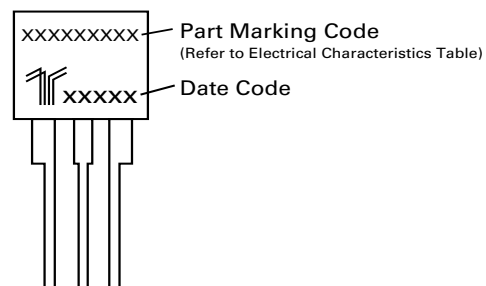 xxxxxxxxx
Part Marking Code
(Refer to Electrical Characteristics Table)
xxxxx
Date Code